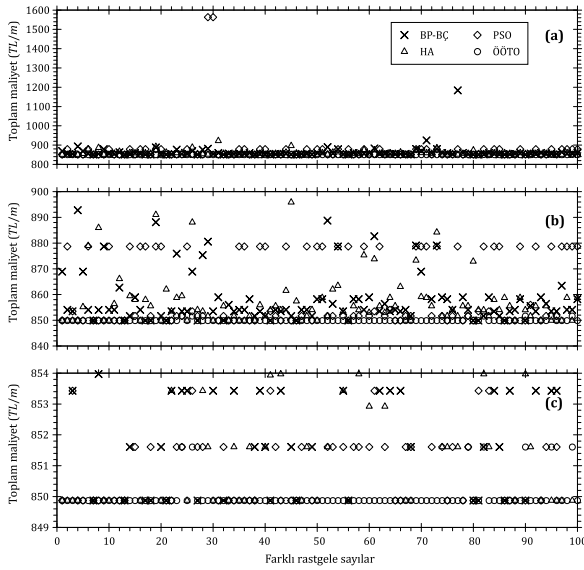 1600
1500
1400
1300
1200
1100
1000
900
800
Toplam maliyet (TL/m)
BP-BÇ
PSO
HA
ÖÖTO
(a)
900
890
880
870
860
850
840
Toplam maliyet (TL/m)
(b)
854
853
852
851
850
849
Toplam maliyet (TL/m)
(c)
0 10 20 30 40 50 60 70 80 90 100
Farklı rastgele sayılar